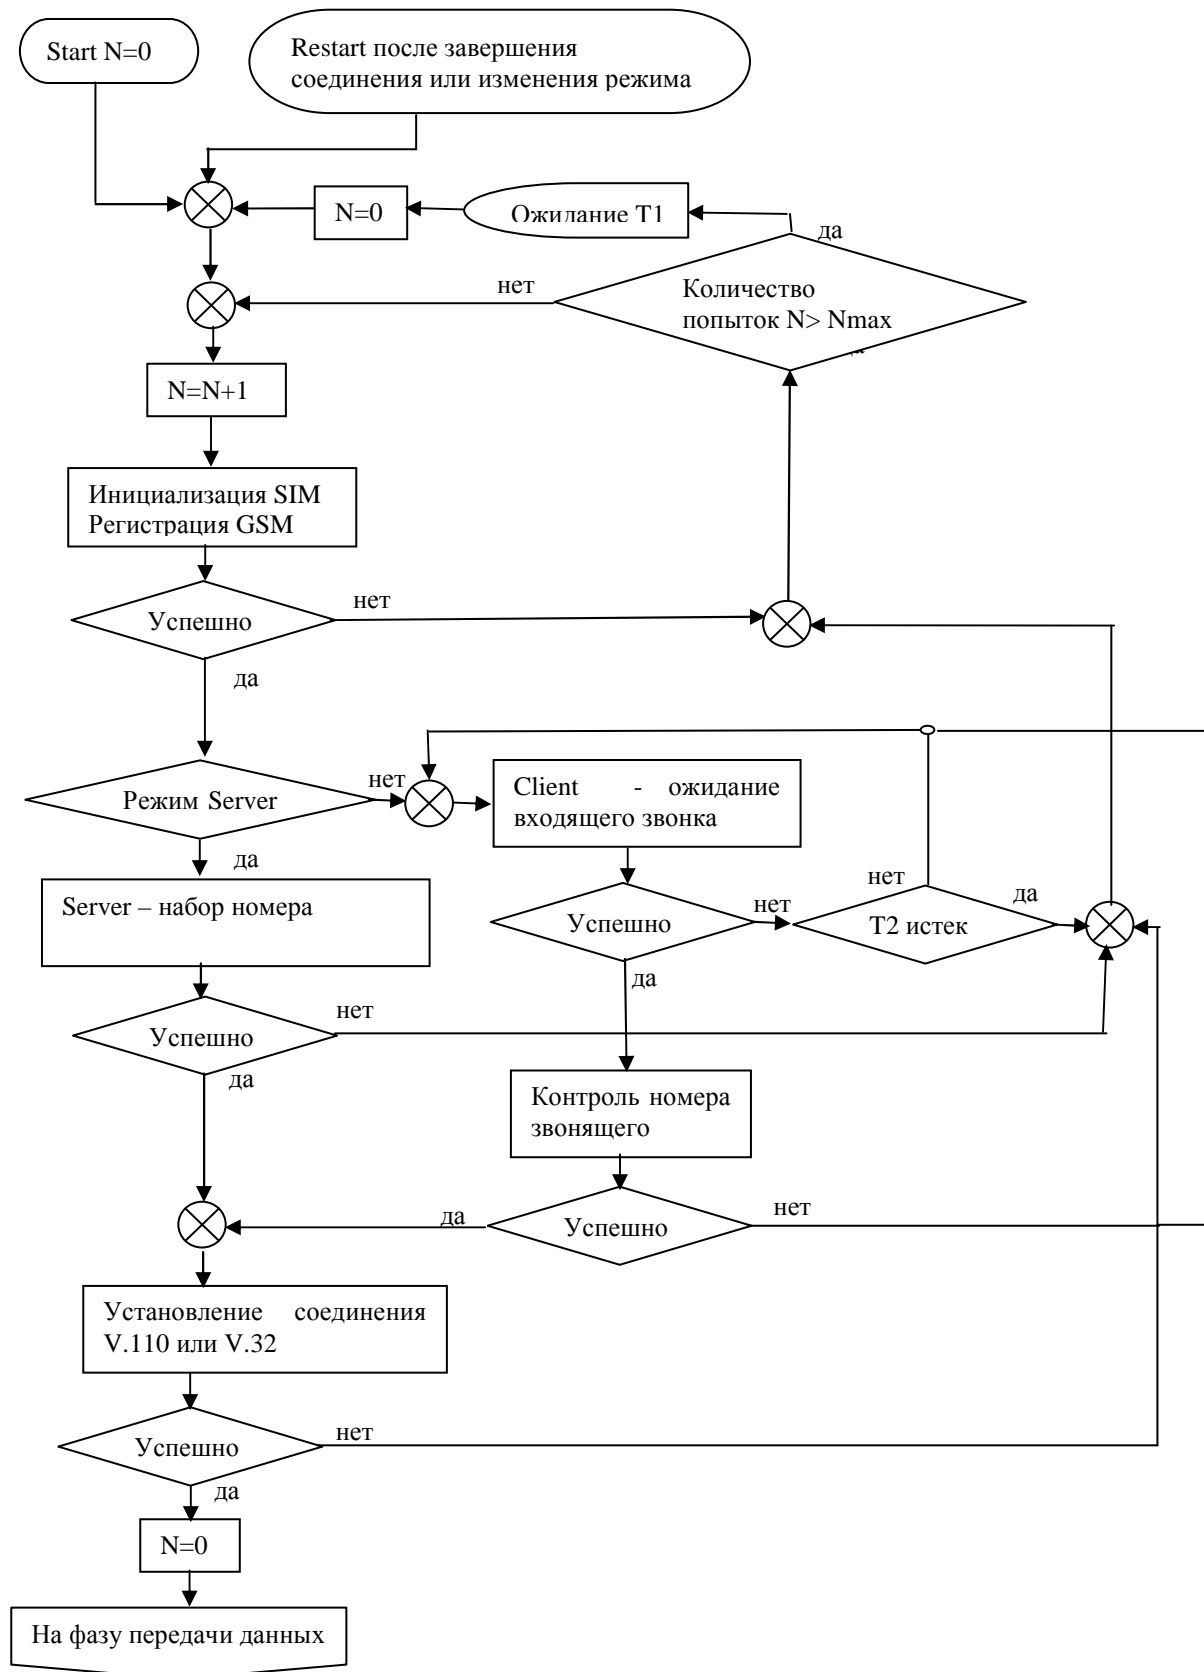 Start N=0
Restart после завершения
соединения или изменения режима
N=0
Ожидание T1
да
нет
Количество
попыток N> Nmax
N=N+1
Инициализация SIM
Регистрация GSM
Успешно
нет
да
Режим Server
нет
Client - ожидание
входящего звонка
да
Server – набор номера
Успешно
нет
нет
T2 истек
да
да
Успешно
нет
да
Контроль номера
звонящего
Успешно
да
нет
Установление соединения
V.110 или V.32
Успешно
нет
да
N=0
На фазу передачи данных